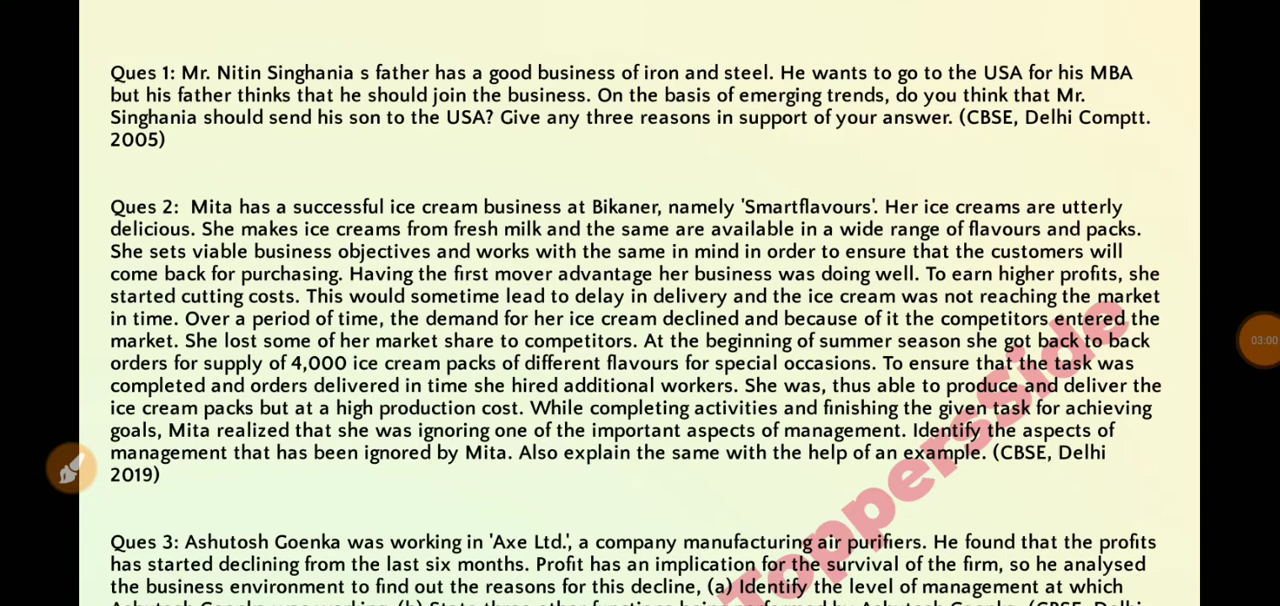 Ques 1: Mr. Nitin Singhania s father has a good business of iron and steel. He wants to go to the USA for his MBA
but his father thinks that he should join the business. On the basis of emerging trends, do you think that Mr.
Singhania should send his son to the USA? Give any three reasons in support of your answer. (CBSE, Delhi Comptt.
2005)
Ques 2:  Mita has a successful ice cream business at Bikaner, namely 'Smartflavours'. Her ice creams are utterly
delicious. She makes ice creams from fresh milk and the same are available in a wide range of flavours and packs.
She sets viable business objectives and works with the same in mind in order to ensure that the customers will
come back for purchasing. Having the first mover advantage her business was doing well. To earn higher profits, she
started cutting costs. This would sometime lead to delay in delivery and the ice cream was not reaching the market
in time. Over a period of time, the demand for her ice cream declined and because of it the competitors entered the
market. She lost some of her market share to competitors. At the beginning of summer season she got back to back
orders for supply of 4,000 ice cream packs of different flavours for special occasions. To ensure that the task was
completed and orders delivered in time she hired additional workers. She was, thus able to produce and deliver the
ice cream packs but at a high production cost. While completing activities and finishing the given task for achieving
goals, Mita realized that she was ignoring one of the important aspects of management. Identify the aspects of
management that has been ignored by Mita. Also explain the same with the help of an example. (CBSE, Delhi
2019)
Ques 3: Ashutosh Goenka was working in 'Axe Ltd.', a company manufacturing air purifiers. He found that the profits
has started declining from the last six months. Profit has an implication for the survival of the firm, so he analysed
the business environment to find out the reasons for this decline, (a) Identify the level of management at which
Ashutosh Goenka was working. (b) State three other functions being performed by Ashutosh Goenka. (CBSE, Delhi
ToppersSide
03:00